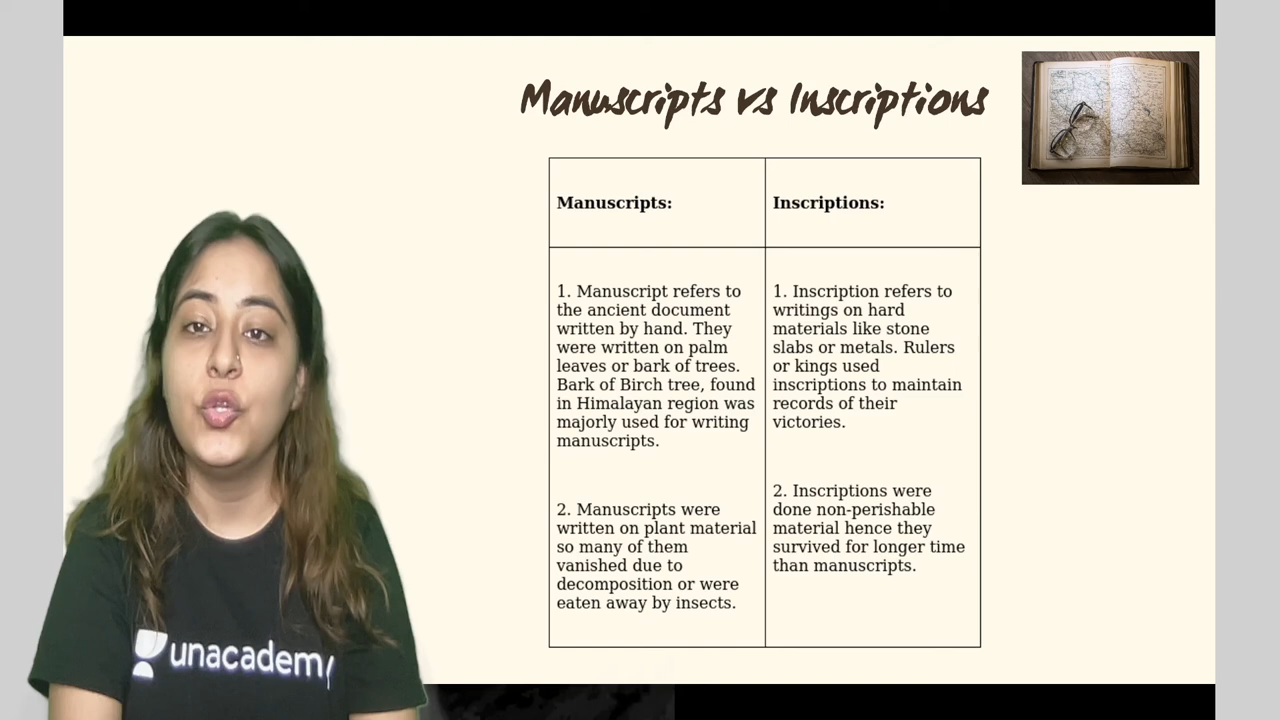 Manuscripts vs Inscriptions
Manuscripts:
1. Manuscript refers to
the ancient document
written by hand. They
were written on palm
leaves or bark of trees.
Bark of Birch tree, found
in Himalayan region was
majorly used for writing
manuscripts.
2. Manuscripts were
written on plant material
so many of them
vanished due to
decomposition or were
eaten away by insects.
Inscriptions:
1. Inscription refers to
writings on hard
materials like stone
slabs or metals. Rulers
or kings used
inscriptions to maintain
records of their
victories.
2. Inscriptions were
done non-perishable
material hence they
survived for longer time
than manuscripts.
unacademy